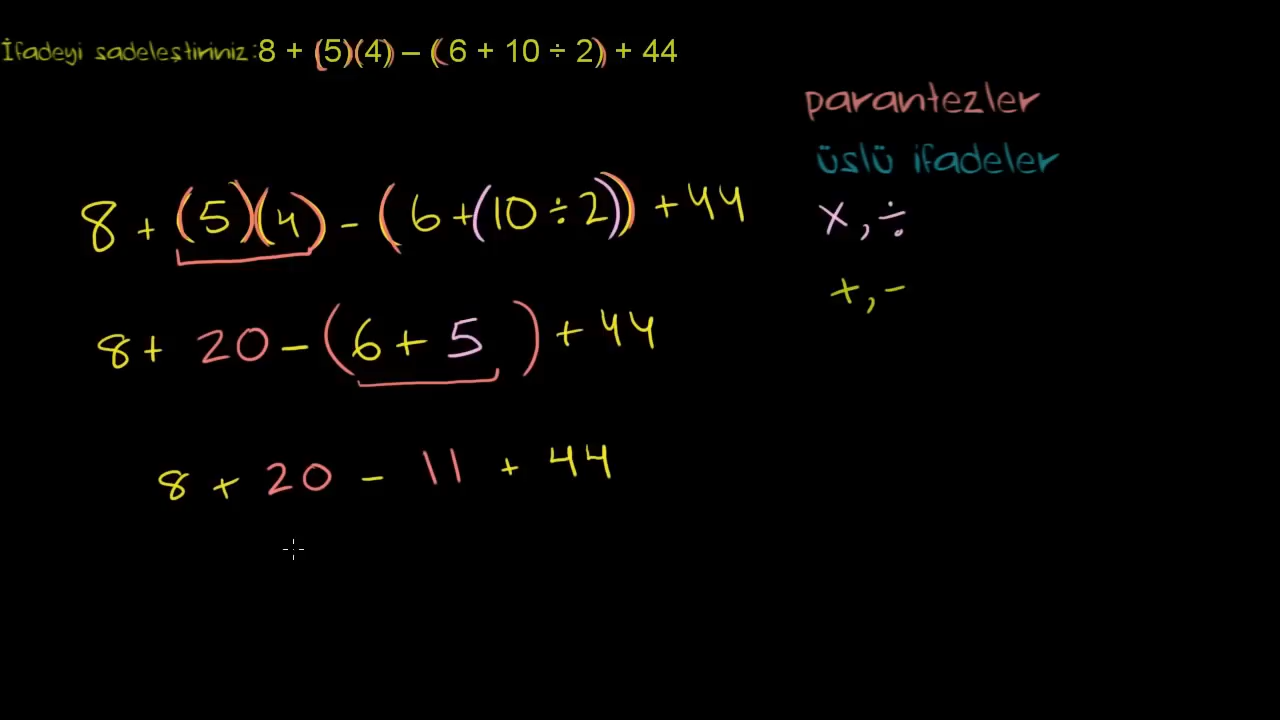 İfadeyi sadeleştiriniz: 8 + (5)(4) – (6 + 10 ÷ 2) + 44
parantezler
üslü ifadeler
x, ÷
+, -
8 + (5)(4) - (6 + (10 ÷ 2)) + 44
8 + 20 - (6 + 5) + 44
8 + 20 - 11 + 44